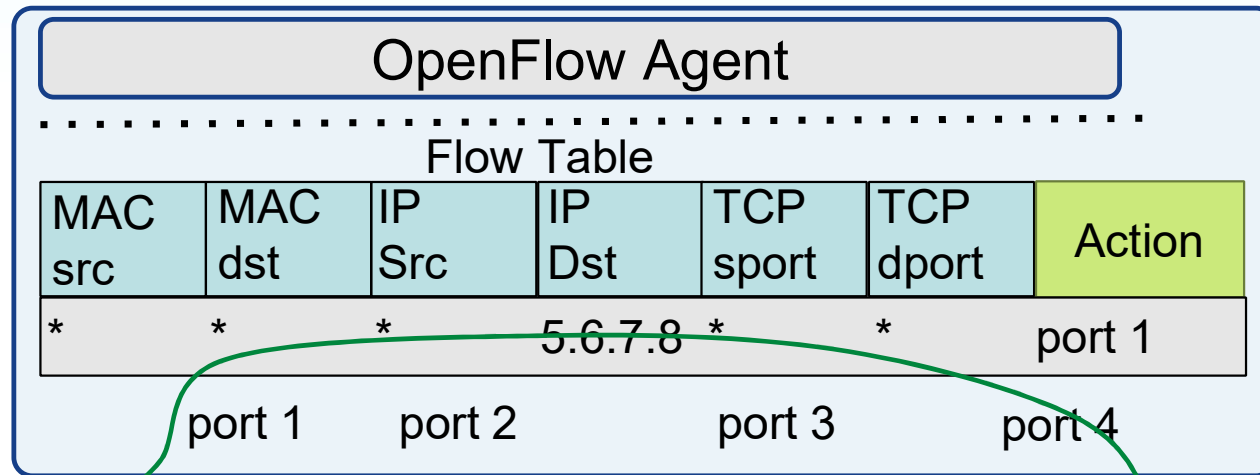 OpenFlow Agent
Flow Table
MAC src MAC dst IP Src IP Dst TCP sport TCP dport Action
* * * 5.6.7.8 * * port 1
port 1 port 2 port 3 port 4